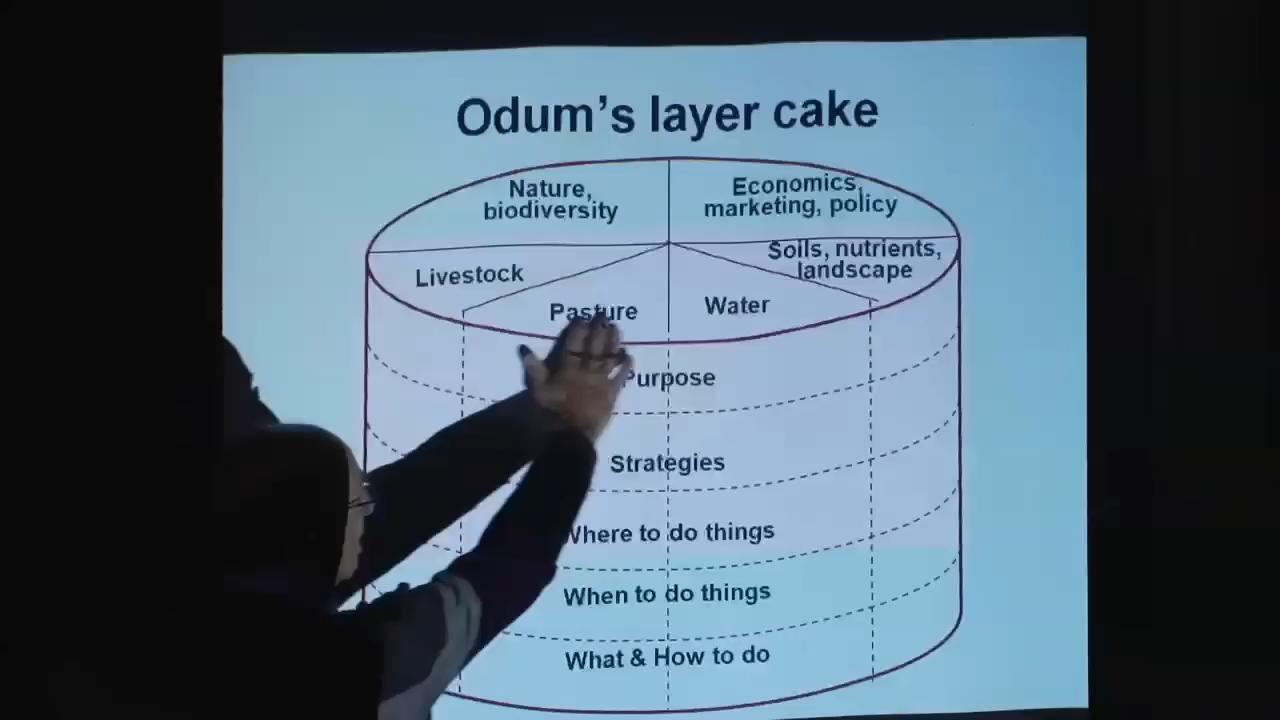 Odum's layer cake
Nature,
biodiversity
Economics,
marketing, policy
Livestock
Soils, nutrients,
landscape
Pasture
Water
Purpose
Strategies
Where to do things
When to do things
What & How to do